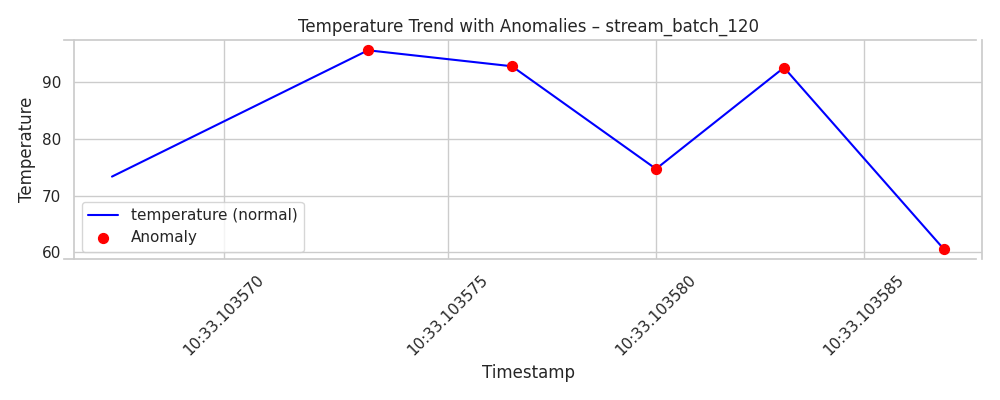 Temperature Trend with Anomalies – stream_batch_120
Temperature
90
80
70
60
temperature (normal)
Anomaly
10:33.103570
10:33.103575
10:33.103580
10:33.103585
Timestamp